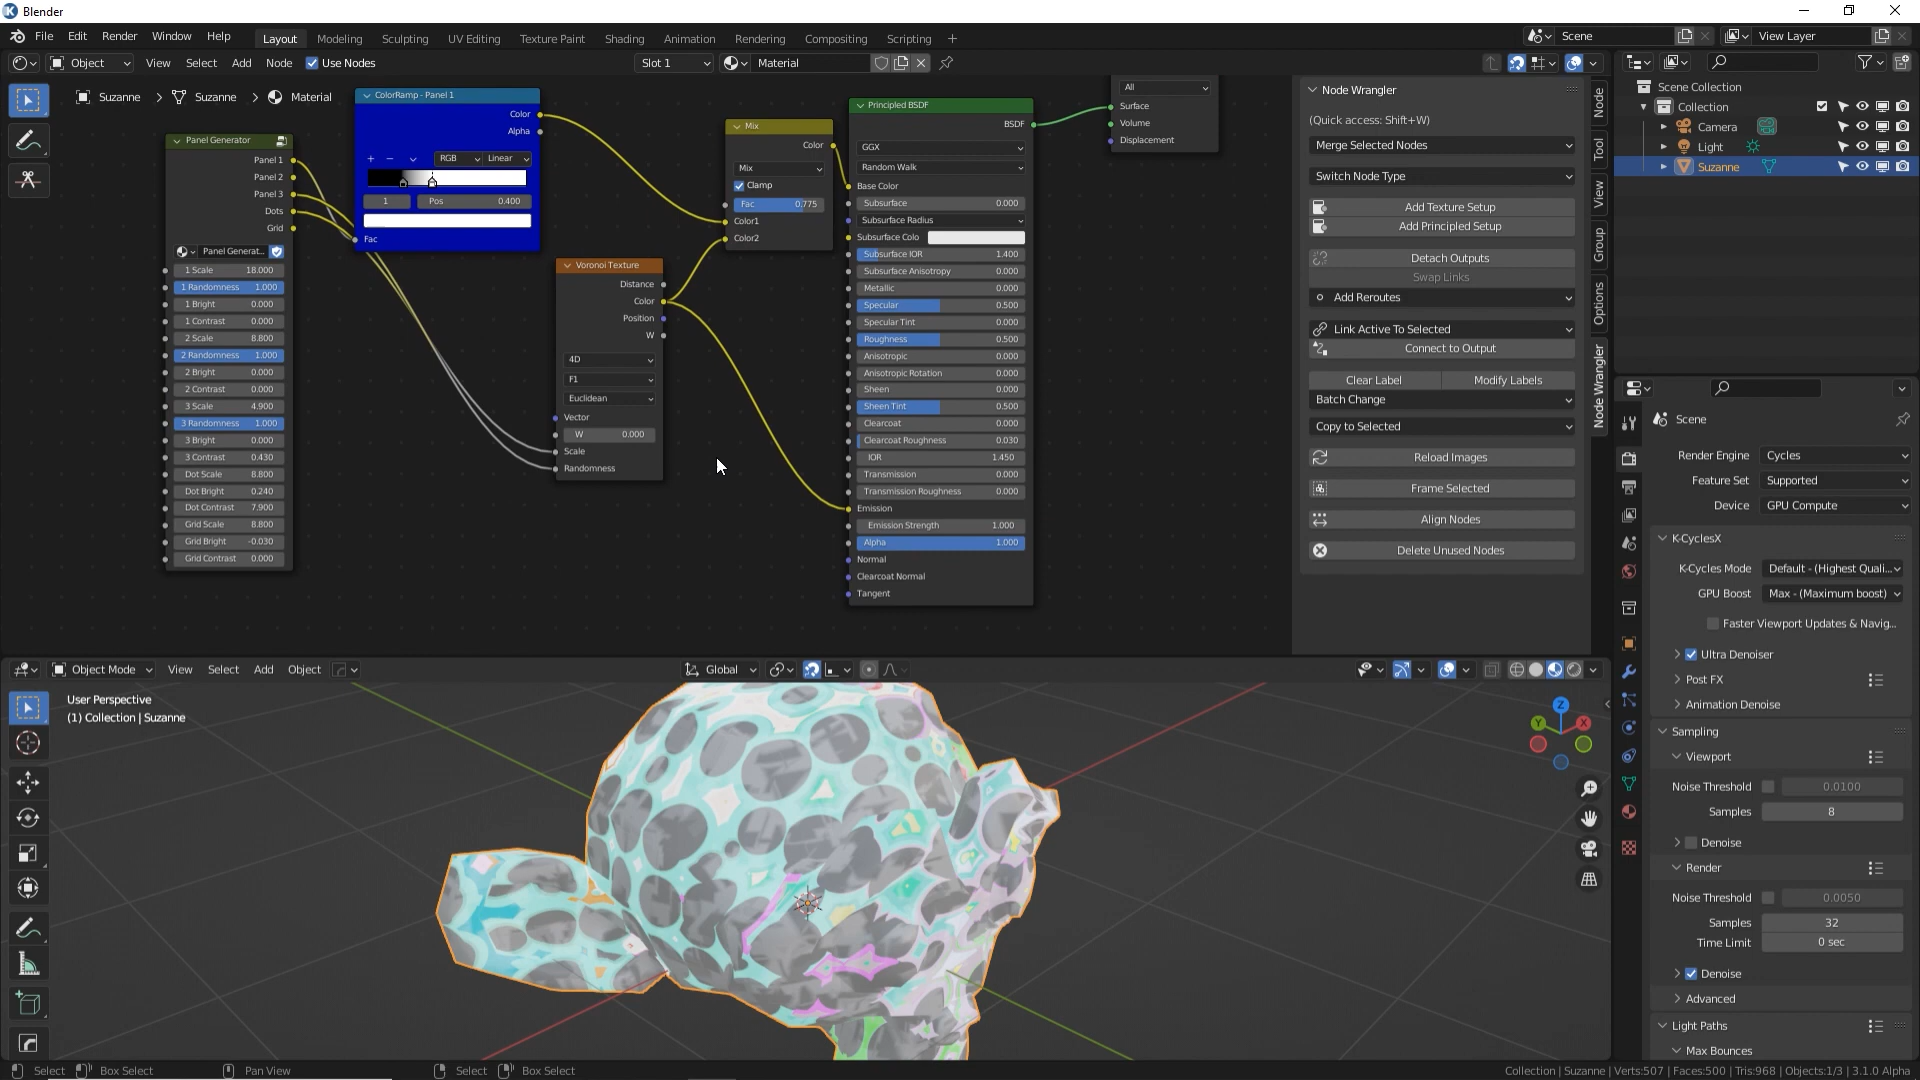 Blender
File Edit Render Window Help
Layout Modeling Sculpting UV Editing Texture Paint Shading Animation Rendering Compositing Scripting +
Scene
View Layer
Object View Select Add Node Use Nodes
Slot 1
Material
Suzanne > Suzanne > Material
Panel Generator
Panel 1
Panel 2
Panel 3
Dots
Grid
Panel Generat...
1 Scale 18.000
1 Randomness 1.000
1 Bright 0.000
1 Contrast 0.000
2 Scale 8.800
2 Randomness 1.000
2 Bright 0.000
2 Contrast 0.000
3 Scale 4.900
3 Randomness 1.000
3 Bright 0.000
3 Contrast 0.430
Dot Scale 8.800
Dot Bright 0.240
Dot Contrast 7.900
Grid Scale 8.800
Grid Bright -0.030
Grid Contrast 0.000
ColorRamp - Panel 1
Color
Alpha
+ − RGB Linear
1 Pos 0.400
Fac
Voronoi Texture
Distance
Color
Position
W
4D
F1
Euclidean
Vector
W 0.000
Scale
Randomness
Mix
Color
Mix
Clamp
Fac 0.775
Color1
Color2
Principled BSDF
BSDF
GGX
Random Walk
Base Color
Subsurface 0.000
Subsurface Radius
Subsurface Colo
Subsurface IOR 1.400
Subsurface Anisotropy 0.000
Metallic 0.000
Specular 0.500
Specular Tint 0.000
Roughness 0.500
Anisotropic 0.000
Anisotropic Rotation 0.000
Sheen 0.000
Sheen Tint 0.500
Clearcoat 0.000
Clearcoat Roughness 0.030
IOR 1.450
Transmission 0.000
Transmission Roughness 0.000
Emission
Emission Strength 1.000
Alpha 1.000
Normal
Clearcoat Normal
Tangent
All
Surface
Volume
Displacement
Node Wrangler
(Quick access: Shift+W)
Merge Selected Nodes
Switch Node Type
Add Texture Setup
Add Principled Setup
Detach Outputs
Swap Links
Add Reroutes
Link Active To Selected
Connect to Output
Clear Label Modify Labels
Batch Change
Copy to Selected
Reload Images
Frame Selected
Align Nodes
Delete Unused Nodes
Node
Tool
View
Group
Options
Node Wrangler
Scene Collection
Collection
Camera
Light
Suzanne
Scene
Render Engine Cycles
Feature Set Supported
Device GPU Compute
K-CyclesX
K-Cycles Mode Default - (Highest Quali...
GPU Boost Max - (Maximum boost)
Faster Viewport Updates & Navig...
Ultra Denoiser
Post FX
Animation Denoise
Sampling
Viewport
Noise Threshold 0.0100
Samples 8
Denoise
Render
Noise Threshold 0.0050
Samples 32
Time Limit 0 sec
Denoise
Advanced
Light Paths
Max Bounces
Object Mode View Select Add Object
Global
User Perspective
(1) Collection | Suzanne
Z
Y
X
Select Box Select Pan View Select Box Select
Collection | Suzanne | Verts:507 | Faces:500 | Tris:968 | Objects:1/3 | 3.1.0 Alpha